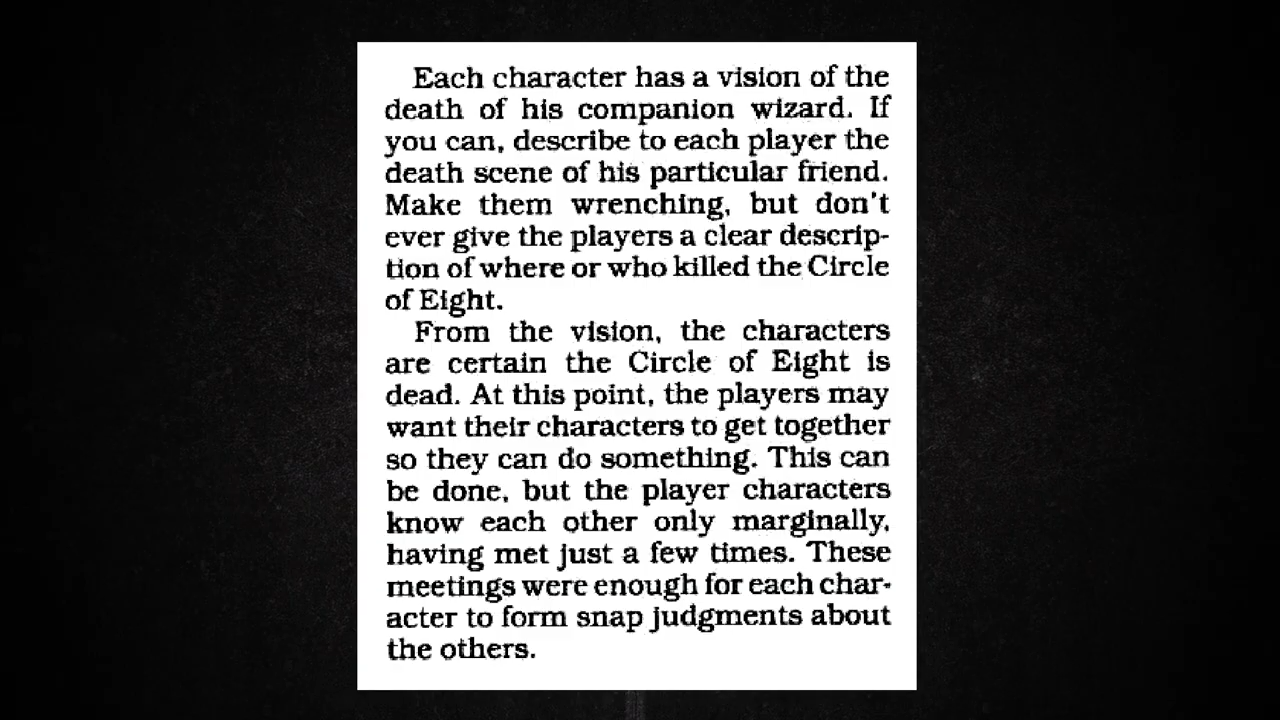 Each character has a vision of the
death of his companion wizard. If
you can, describe to each player the
death scene of his particular friend.
Make them wrenching, but don't
ever give the players a clear descrip-
tion of where or who killed the Circle
of Eight.
From the vision, the characters
are certain the Circle of Eight is
dead. At this point, the players may
want their characters to get together
so they can do something. This can
be done, but the player characters
know each other only marginally,
having met just a few times. These
meetings were enough for each char-
acter to form snap judgments about
the others.